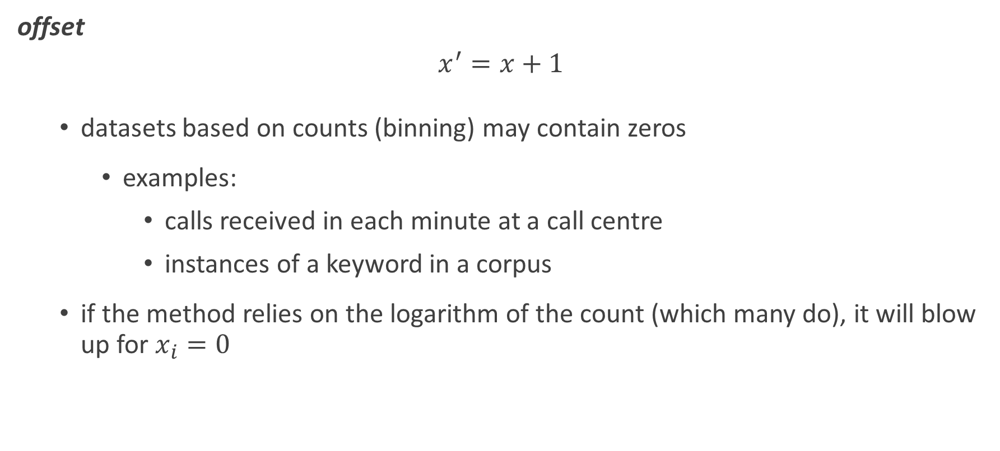 offset
x′ = x + 1
• datasets based on counts (binning) may contain zeros
• examples:
• calls received in each minute at a call centre
• instances of a keyword in a corpus
• if the method relies on the logarithm of the count (which many do), it will blow
up for xᵢ = 0